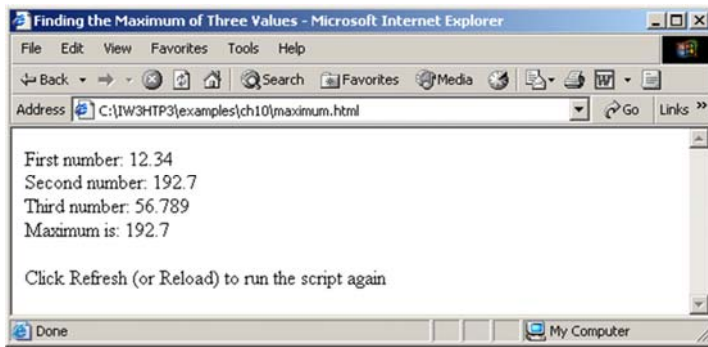 Finding the Maximum of Three Values - Microsoft Internet Explorer
File Edit View Favorites Tools Help
Back Search Favorites Media W
Address C:\IW3HTP3\examples\ch10\maximum.html Go Links »
First number: 12.34
Second number: 192.7
Third number: 56.789
Maximum is: 192.7
Click Refresh (or Reload) to run the script again
Done My Computer